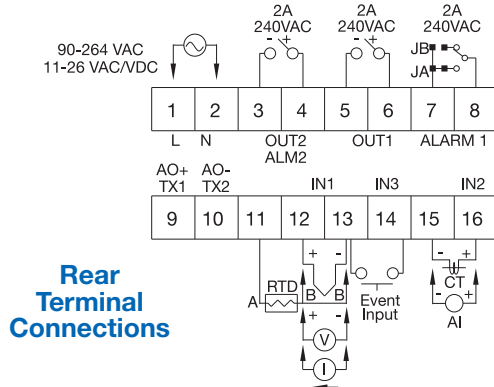 2A 2A 2A
240VAC 240VAC 240VAC
90-264 VAC
11-26 VAC/VDC
- + - + JB
JA
1 2 3 4 5 6 7 8
L N OUT2 OUT1 ALARM 1
ALM2
AO+ AO-
TX1 TX2 IN1 IN3 IN2
9 10 11 12 13 14 15 16
+ - - +
CT
RTD
A B B Event
Input
+ - - +
AI
V
I
Rear
Terminal
Connections